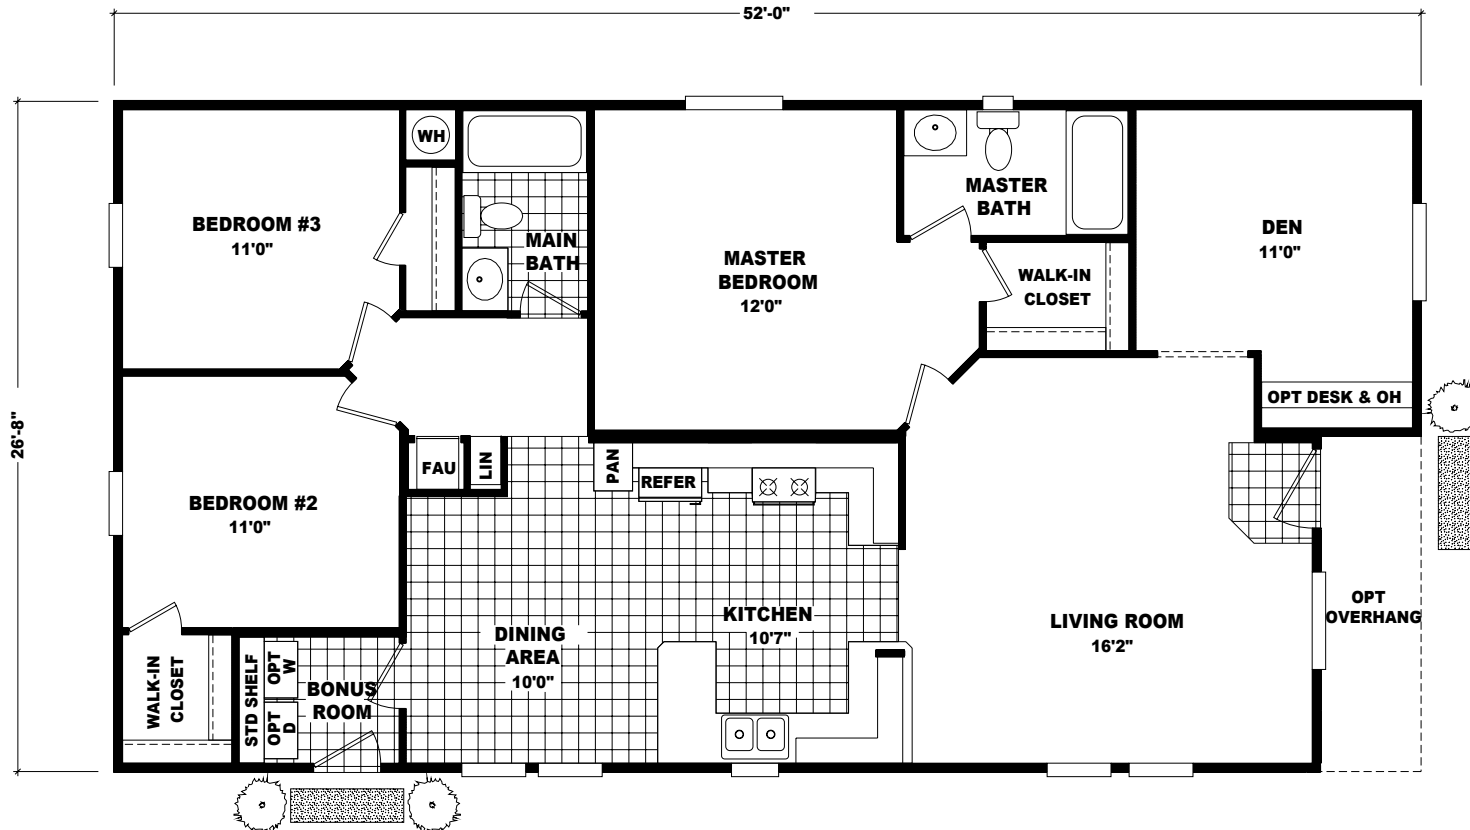 52'-0"
26'-8"
BEDROOM #3
11'0"
WH
MAIN
BATH
MASTER
BEDROOM
12'0"
MASTER
BATH
WALK-IN
CLOSET
DEN
11'0"
OPT DESK & OH
BEDROOM #2
11'0"
FAU
LIN
PAN
REFER
KITCHEN
10'7"
DINING
AREA
10'0"
LIVING ROOM
16'2"
OPT
OVERHANG
WALK-IN
CLOSET
STD SHELF
OPT
W
OPT
D
BONUS
ROOM